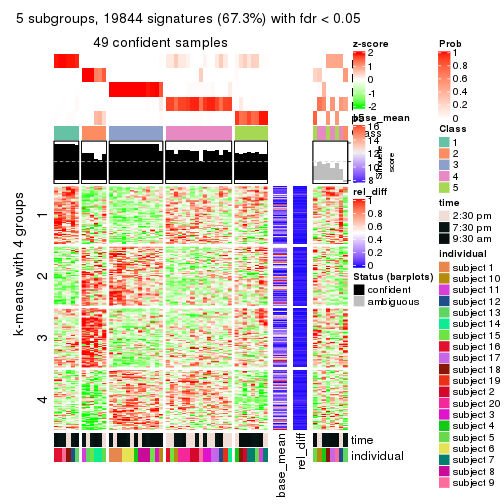 5 subgroups, 19844 signatures (67.3%) with fdr < 0.05
49 confident samples
k-means with 4 groups
1
2
3
4
p5
Class
Silhouette
score
time
individual
base_mean
rel_diff
z-score
2
1
0
-1
-2
base_mean
16
14
10
8
rel_diff
1
0.8
0.6
0.4
0.2
0
Status (barplots)
confident
ambiguous
Prob
1
0.8
0.6
0.4
0.2
0
Class
1
2
3
4
5
time
2:30 pm
7:30 pm
9:30 am
Individual
subject 1
subject 10
subject 11
subject 12
subject 13
subject 14
subject 15
subject 16
subject 17
subject 18
subject 19
subject 2
subject 20
subject 3
subject 4
subject 5
subject 6
subject 7
subject 8
subject 9